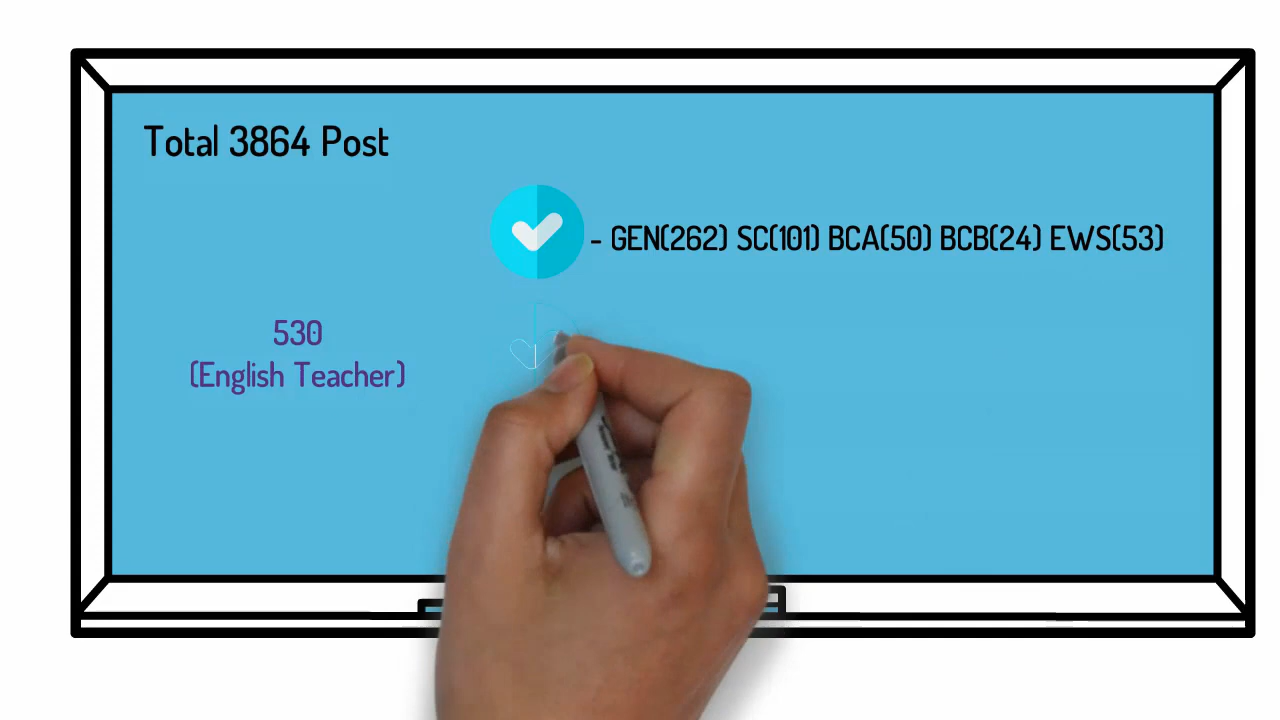 Total 3864 Post
- GEN(262) SC(101) BCA(50) BCB(24) EWS(53)
530
(English Teacher)